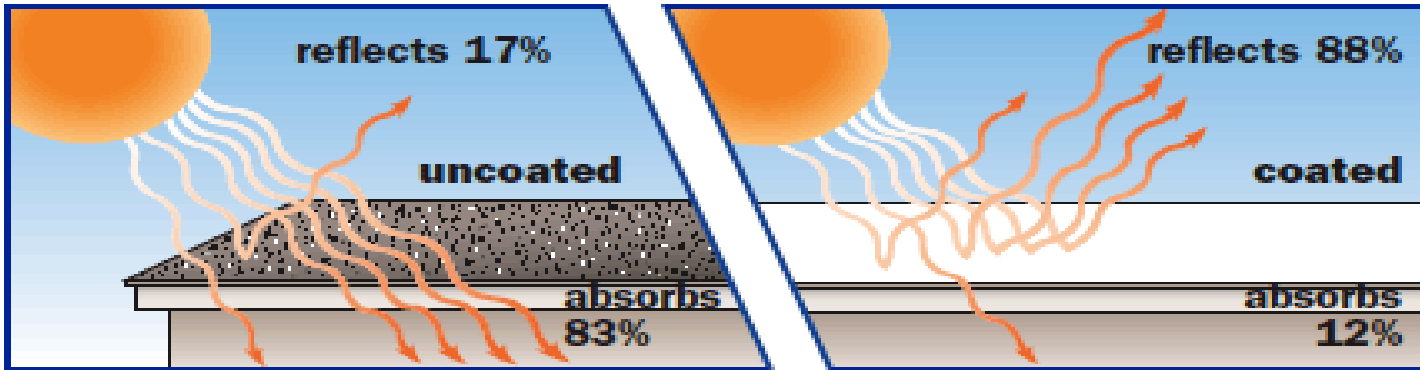 reflects 17%
uncoated
absorbs
83%
reflects 88%
coated
absorbs
12%